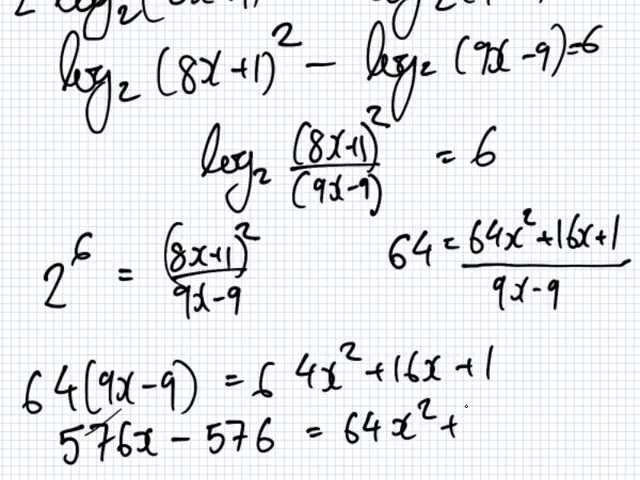 log₂ (8x+1)² − log₂ (9x−9)=6
log₂ (8x+1)²/(9x−9) = 6
2⁶ = (8x+1)²/9x−9 64 = 64x²+16x+1/9x−9
64(9x−9) = 64x²+16x+1
576x − 576 = 64x²+